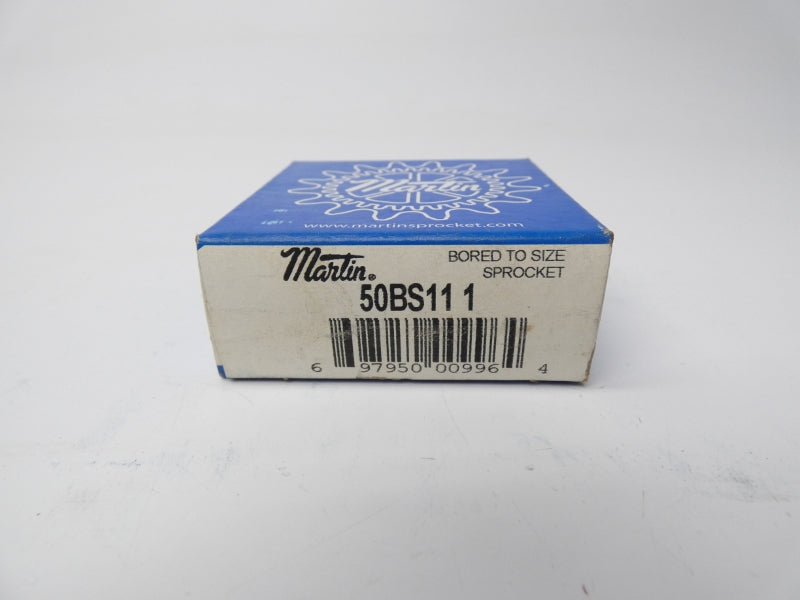 Martin
www.martinsprocket.com
Martin®
BORED TO SIZE
SPROCKET
50BS11 1
6 97950 00996 4